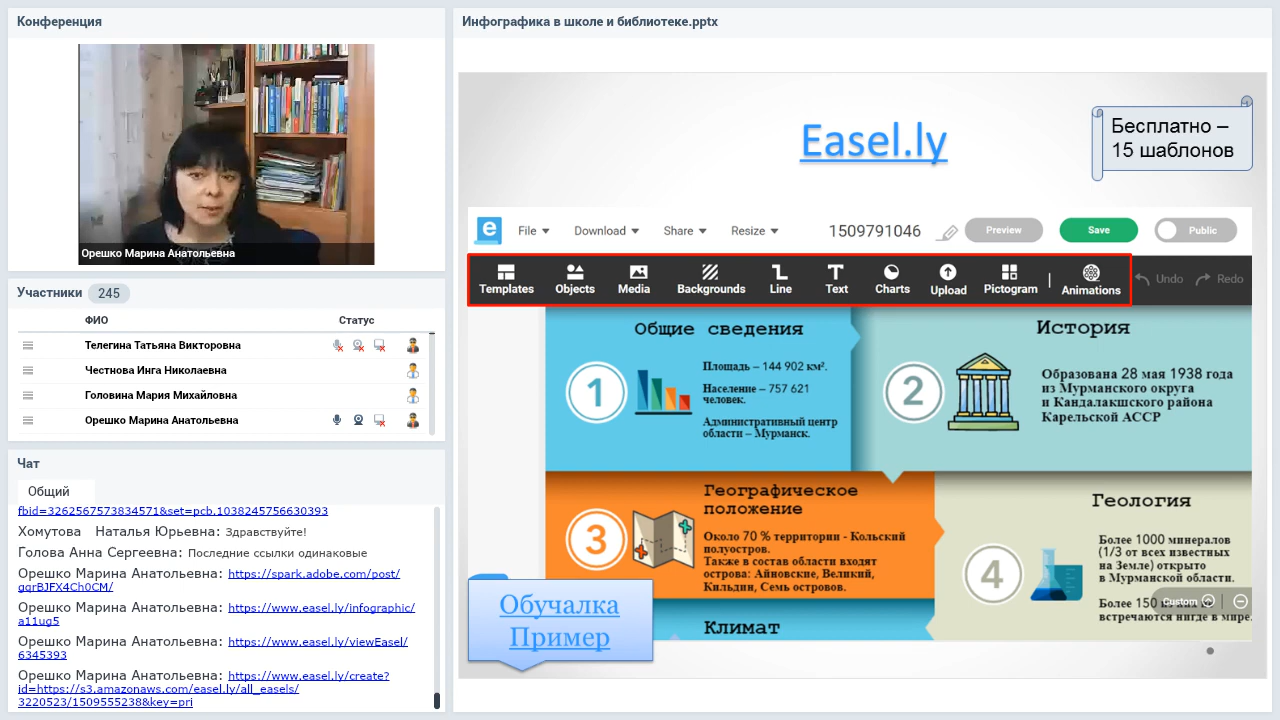 Конференция
Орешко Марина Анатольевна
Участники 245
ФИО Статус
Телегина Татьяна Викторовна
Честнова Инга Николаевна
Головина Мария Михайловна
Орешко Марина Анатольевна
Чат
Общий
fbid=3262567573834571&set=pcb.1038245756630393
Хомутова Наталья Юрьевна: Здравствуйте!
Голова Анна Сергеевна: Последние ссылки одинаковые
Орешко Марина Анатольевна: https://spark.adobe.com/post/
gqrBJFX4Ch0CM/
Орешко Марина Анатольевна: https://www.easel.ly/infographic/
a11ug5
Орешко Марина Анатольевна: https://www.easel.ly/viewEasel/
6345393
Орешко Марина Анатольевна: https://www.easel.ly/create?
id=https://s3.amazonaws.com/easel.ly/all_easels/
3220523/1509555238&key=pri
Инфографика в школе и библиотеке.pptx
Easel.ly
Бесплатно –
15 шаблонов
e File Download Share Resize 1509791046 Preview Save Public
Templates Objects Media Backgrounds Line Text Charts Upload Pictogram Animations Undo Redo
Общие сведения
1
Площадь – 144 902 км².
Население – 757 621
человек.
Административный центр
области – Мурманск.
История
2
Образована 28 мая 1938 года
из Мурманского округа
и Кандалакшского района
Карельской АССР
Географическое
положение
3
Около 70 % территории - Кольский
полуостров.
Также в состав области входят
острова: Айновские, Великий,
Кильдин, Семь островов.
Геология
4
Более 1000 минералов
(1/3 от всех известных
на Земле) открыто
в Мурманской области.
Более 150
встречаются нигде в мире.
Custom
Климат
Обучалка
Пример